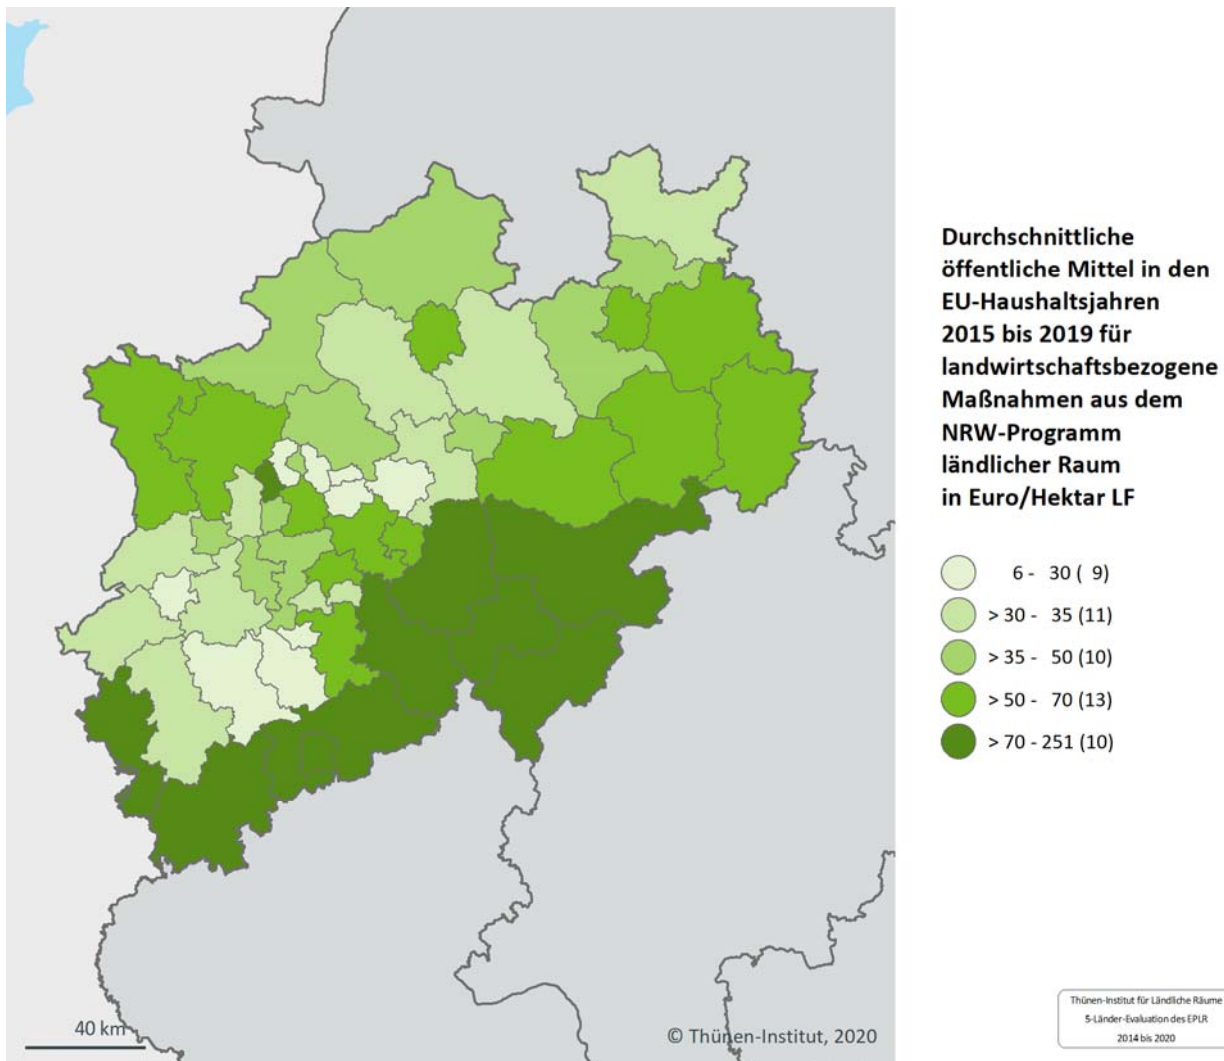 Durchschnittliche
öffentliche Mittel in den
EU-Haushaltsjahren
2015 bis 2019 für
landwirtschaftsbezogene
Maßnahmen aus dem
NRW-Programm
ländlicher Raum
in Euro/Hektar LF
6 - 30 ( 9)
> 30 - 35 (11)
> 35 - 50 (10)
> 50 - 70 (13)
> 70 - 251 (10)
40 km
© Thünen-Institut, 2020
Thünen-Institut für Ländliche Räume
5-Länder-Evaluation des EPLR
2014 bis 2020